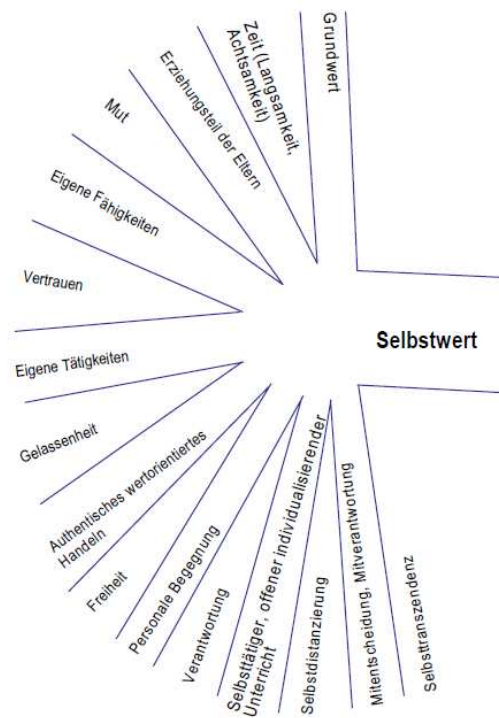 Grundwert
Zeit (Langsamkeit,
Achtsamkeit)
Erziehungsteil der Eltern
Mut
Eigene Fähigkeiten
Vertrauen
Eigene Tätigkeiten
Gelassenheit
Authentisches wertorientiertes
Handeln
Freiheit
Personale Begegnung
Verantwortung
Selbsttätiger, offener individualisierender
Unterricht
Selbstdistanzierung
Mitentscheidung, Mitverantwortung
Selbsttranszendenz
Selbstwert